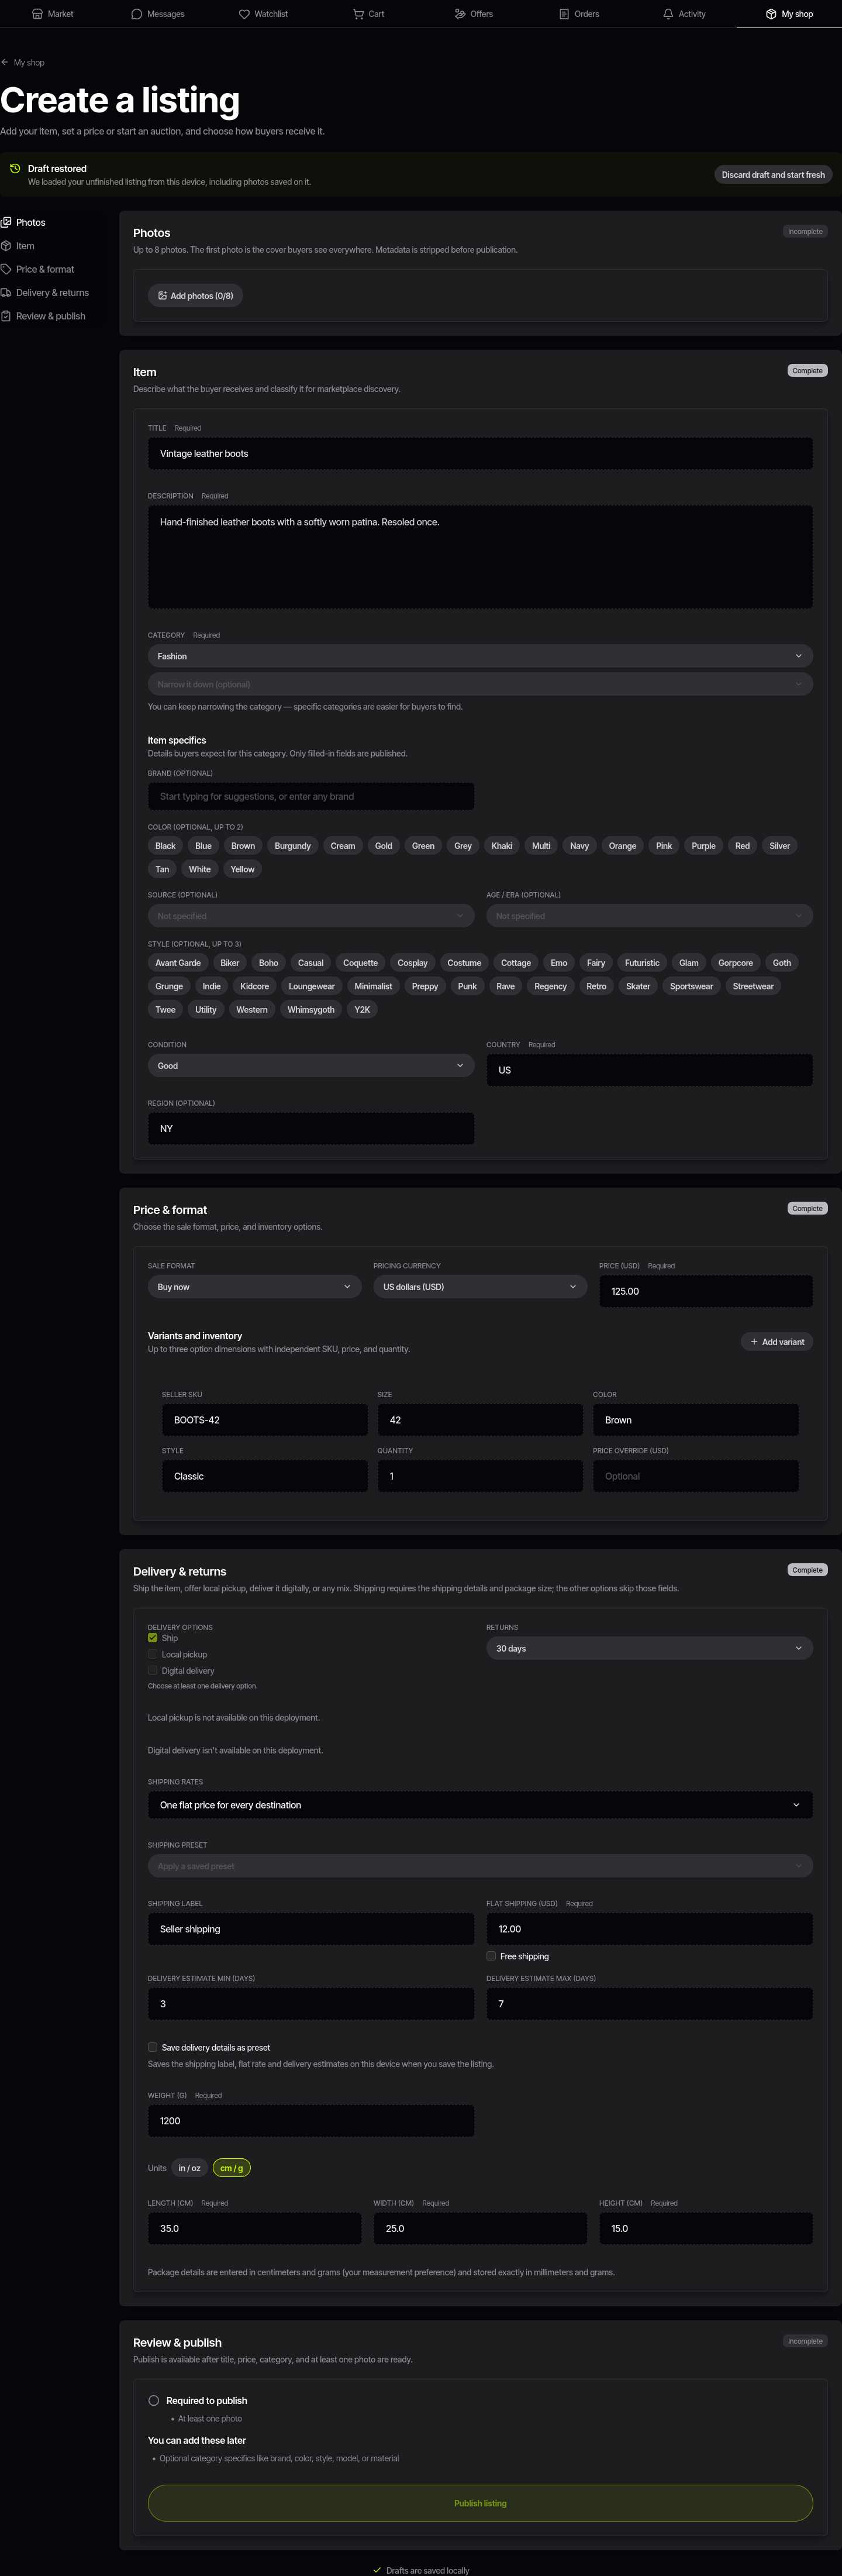 Market
Messages
Watchlist
Cart
Offers
Orders
Activity
My shop
My shop
Create a listing
Add your item, set a price or start an auction, and choose how buyers receive it.
Draft restored
We loaded your unfinished listing from this device, including photos saved on it.
Discard draft and start fresh
Photos
Item
Price & format
Delivery & returns
Review & publish
Photos
Incomplete
Up to 8 photos. The first photo is the cover buyers see everywhere. Metadata is stripped before publication.
Add photos (0/8)
Item
Complete
Describe what the buyer receives and classify it for marketplace discovery.
TITLE Required
Vintage leather boots
DESCRIPTION Required
Hand-finished leather boots with a softly worn patina. Resoled once.
CATEGORY Required
Fashion
Narrow it down (optional)
You can keep narrowing the category — specific categories are easier for buyers to find.
Item specifics
Details buyers expect for this category. Only filled-in fields are published.
BRAND (OPTIONAL)
Start typing for suggestions, or enter any brand
COLOR (OPTIONAL, UP TO 2)
Black Blue Brown Burgundy Cream Gold Green Grey Khaki Multi Navy Orange Pink Purple Red Silver
Tan White Yellow
SOURCE (OPTIONAL) AGE / ERA (OPTIONAL)
Not specified Not specified
STYLE (OPTIONAL, UP TO 3)
Avant Garde Biker Boho Casual Coquette Cosplay Costume Cottage Emo Fairy Futuristic Glam Gorpcore Goth
Grunge Indie Kidcore Loungewear Minimalist Preppy Punk Rave Regency Retro Skater Sportswear Streetwear
Twee Utility Western Whimsygoth Y2K
CONDITION COUNTRY Required
Good US
REGION (OPTIONAL)
NY
Price & format
Complete
Choose the sale format, price, and inventory options.
SALE FORMAT PRICING CURRENCY PRICE (USD) Required
Buy now US dollars (USD) 125.00
Variants and inventory
Up to three option dimensions with independent SKU, price, and quantity.
Add variant
SELLER SKU SIZE COLOR
BOOTS-42 42 Brown
STYLE QUANTITY PRICE OVERRIDE (USD)
Classic 1 Optional
Delivery & returns
Complete
Ship the item, offer local pickup, deliver it digitally, or any mix. Shipping requires the shipping details and package size; the other options skip those fields.
DELIVERY OPTIONS RETURNS
Ship 30 days
Local pickup
Digital delivery
Choose at least one delivery option.
Local pickup is not available on this deployment.
Digital delivery isn't available on this deployment.
SHIPPING RATES
One flat price for every destination
SHIPPING PRESET
Apply a saved preset
SHIPPING LABEL FLAT SHIPPING (USD) Required
Seller shipping 12.00
Free shipping
DELIVERY ESTIMATE MIN (DAYS) DELIVERY ESTIMATE MAX (DAYS)
3 7
Save delivery details as preset
Saves the shipping label, flat rate and delivery estimates on this device when you save the listing.
WEIGHT (G) Required
1200
Units in / oz cm / g
LENGTH (CM) Required WIDTH (CM) Required HEIGHT (CM) Required
35.0 25.0 15.0
Package details are entered in centimeters and grams (your measurement preference) and stored exactly in millimeters and grams.
Review & publish
Incomplete
Publish is available after title, price, category, and at least one photo are ready.
Required to publish
• At least one photo
You can add these later
• Optional category specifics like brand, color, style, model, or material
Publish listing
Drafts are saved locally